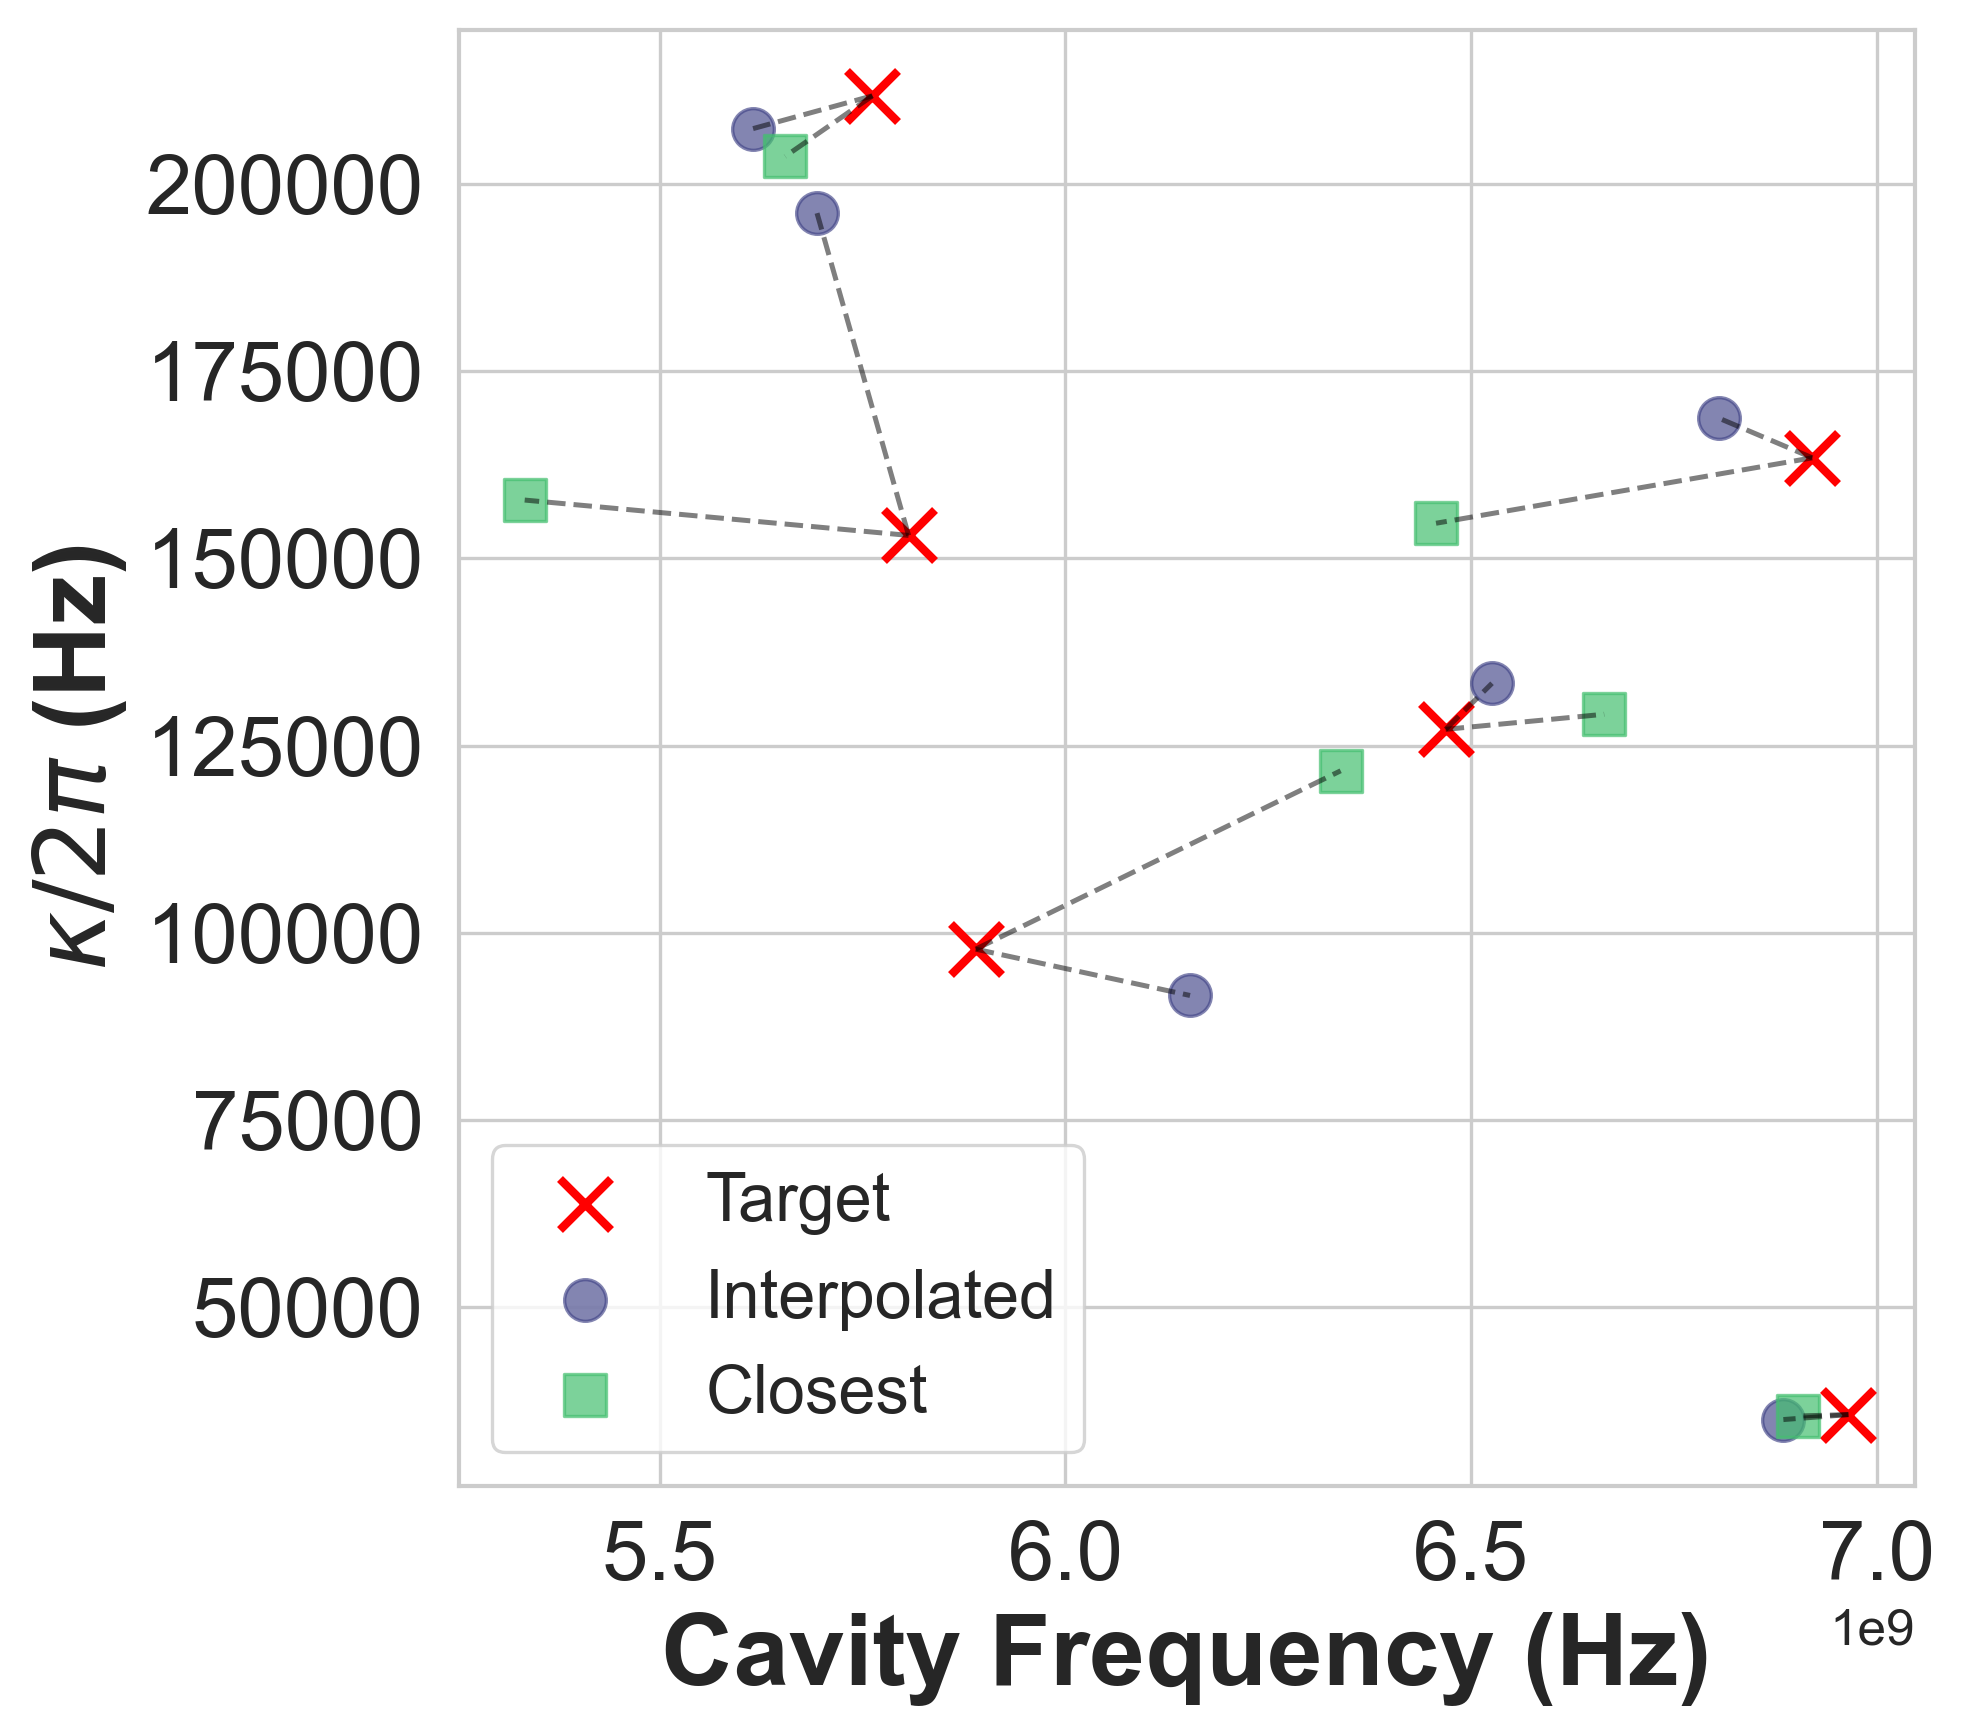 κ/2π (Hz)
200000
175000
150000
125000
100000
75000
50000
Target
Interpolated
Closest
5.5 6.0 6.5 7.0
1e9
Cavity Frequency (Hz)